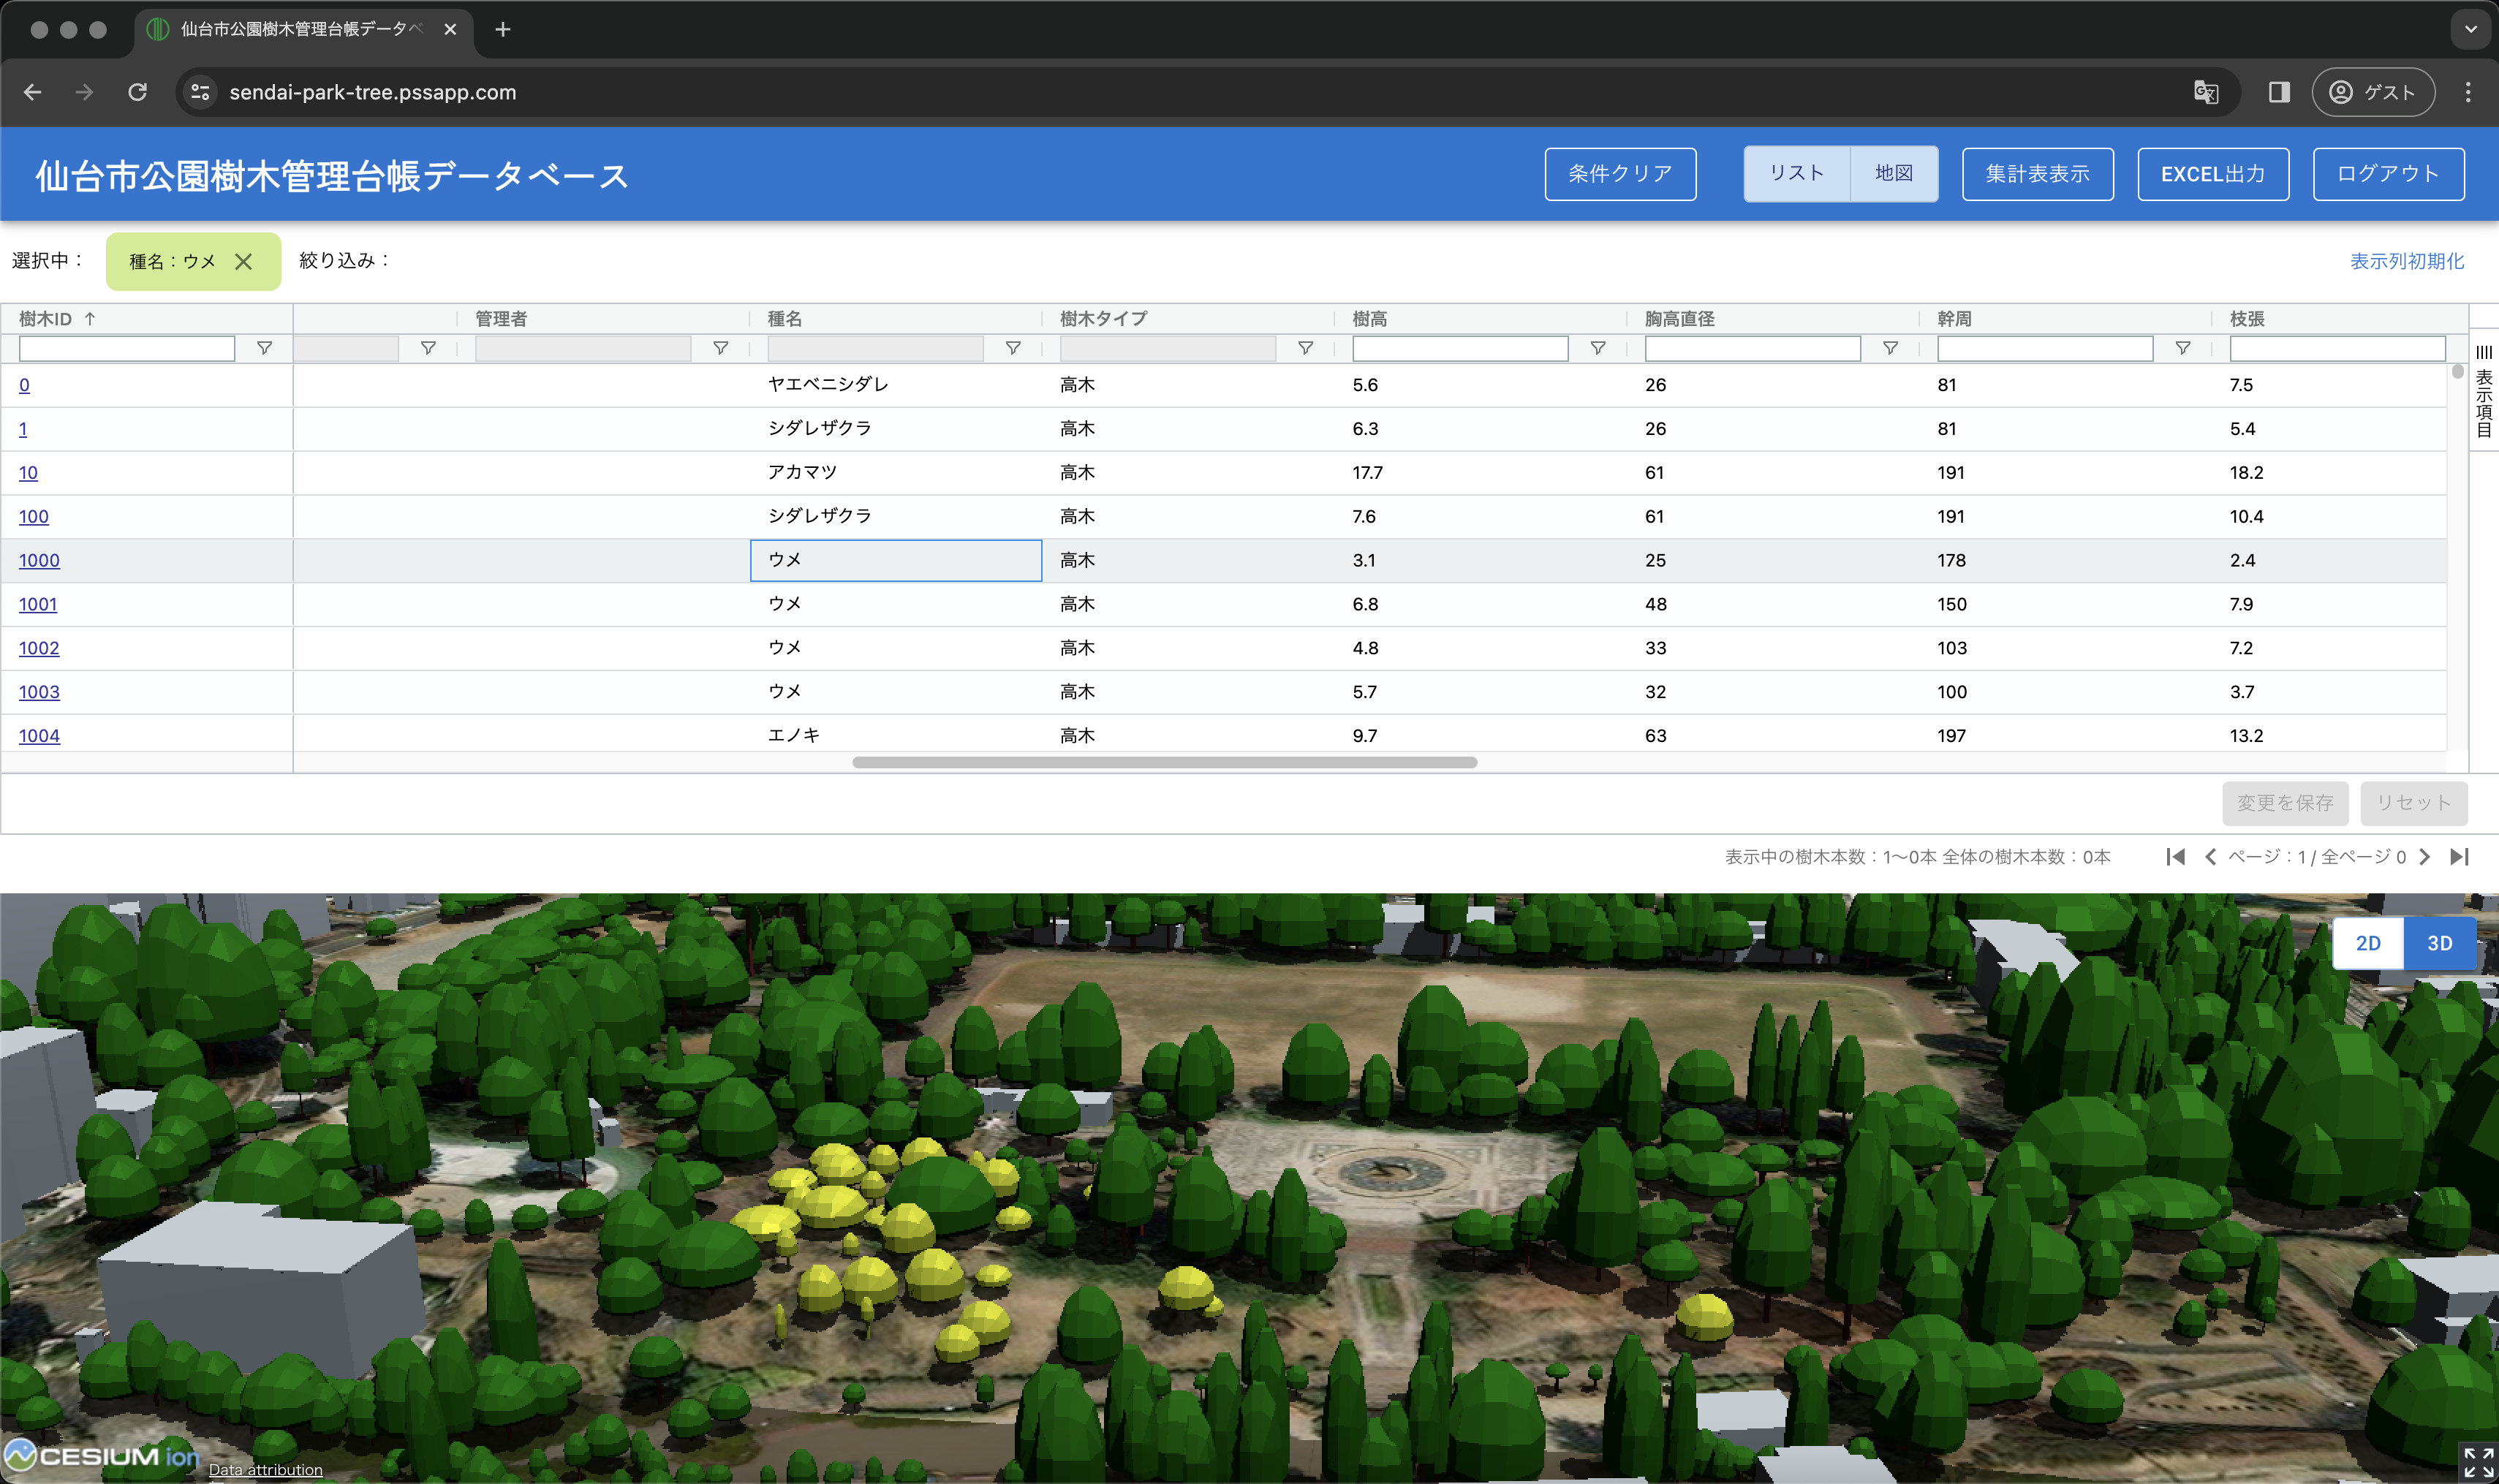 仙台市公園樹木管理台帳データベ
sendai-park-tree.pssapp.com
ゲスト
仙台市公園樹木管理台帳データベース
条件クリア
リスト 地図
集計表表示
EXCEL出力
ログアウト
選択中： 種名：ウメ 絞り込み：
表示列初期化
樹木ID ↑ 管理者 種名 樹木タイプ 樹高 胸高直径 幹周 枝張
表示項目
0 ヤエベニシダレ 高木 5.6 26 81 7.5
1 シダレザクラ 高木 6.3 26 81 5.4
10 アカマツ 高木 17.7 61 191 18.2
100 シダレザクラ 高木 7.6 61 191 10.4
1000 ウメ 高木 3.1 25 178 2.4
1001 ウメ 高木 6.8 48 150 7.9
1002 ウメ 高木 4.8 33 103 7.2
1003 ウメ 高木 5.7 32 100 3.7
1004 エノキ 高木 9.7 63 197 13.2
変更を保存 リセット
表示中の樹木本数：1〜0本 全体の樹木本数：0本 ページ：1 / 全ページ 0
2D 3D
CESIUM ion Data attribution